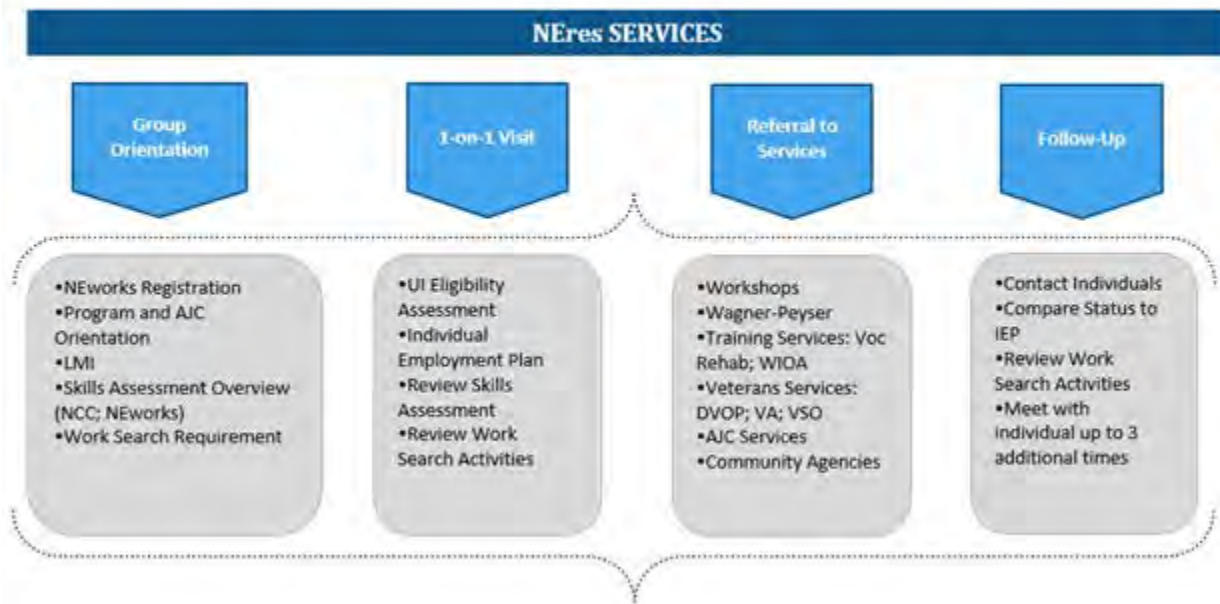 NEres SERVICES
Group
Orientation
1-on-1 Visit
Referral to
Services
Follow-Up
•NEworks Registration
•Program and AJC
Orientation
•LMI
•Skills Assessment Overview
(NCC; NEworks)
•Work Search Requirement
•UI Eligibility
Assessment
•Individual
Employment Plan
•Review Skills
Assessment
•Review Work
Search Activities
•Workshops
•Wagner-Peyser
•Training Services: Voc
Rehab; WIOA
•Veterans Services:
DVOP; VA; VSO
•AJC Services
•Community Agencies
•Contact Individuals
•Compare Status to
IEP
•Review Work
Search Activities
•Meet with
individual up to 3
additional times